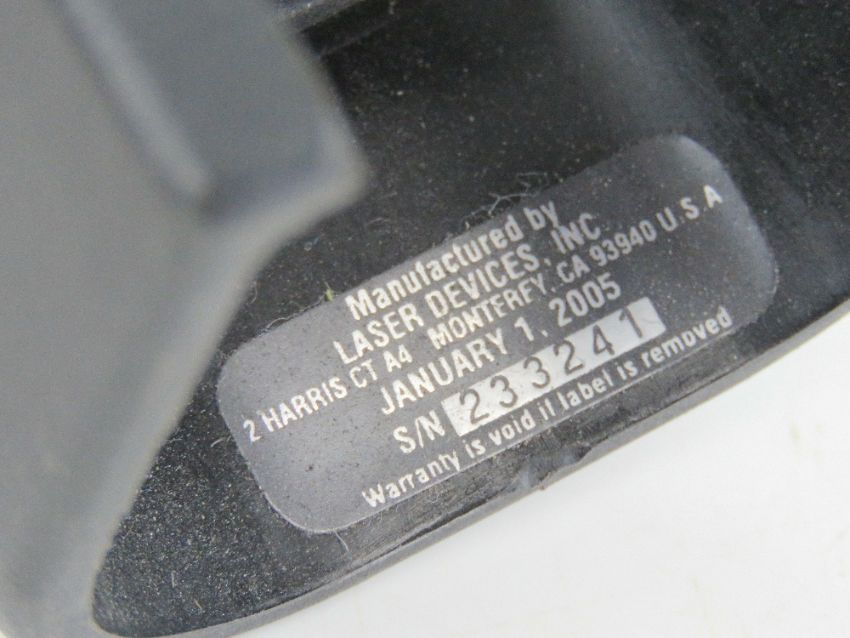 Manufactured by
LASER DEVICES, INC.
2 HARRIS CT A4 MONTEREY, CA 93940 U.S.A
JANUARY 1, 2005
S/N 233241
Warranty is void if label is removed